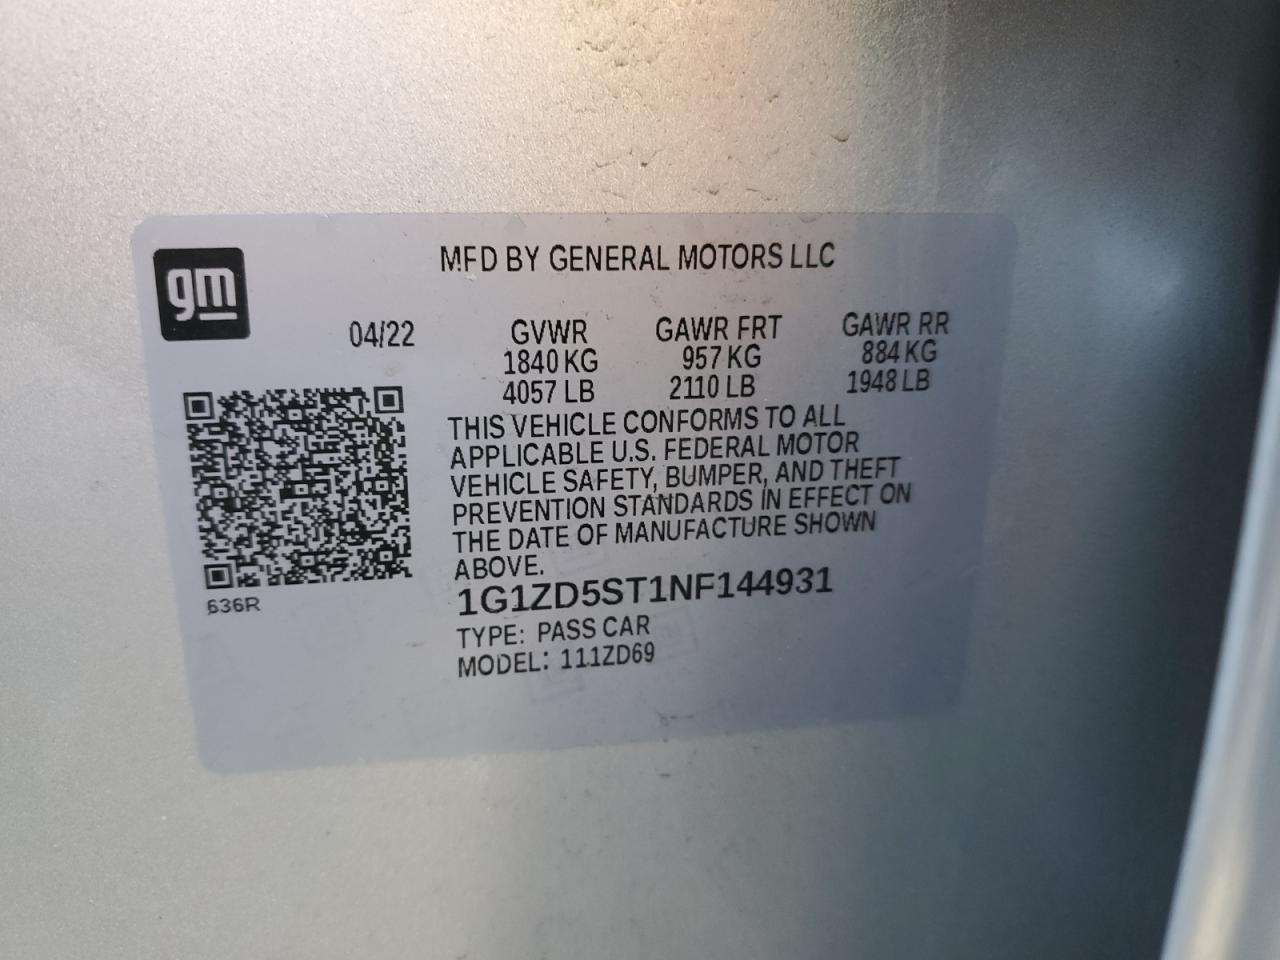 gm
MFD BY GENERAL MOTORS LLC
04/22 GVWR GAWR FRT GAWR RR
1840 KG 957 KG 884 KG
4057 LB 2110 LB 1948 LB
THIS VEHICLE CONFORMS TO ALL
APPLICABLE U.S. FEDERAL MOTOR
VEHICLE SAFETY, BUMPER, AND THEFT
PREVENTION STANDARDS IN EFFECT ON
THE DATE OF MANUFACTURE SHOWN
ABOVE.
1G1ZD5ST1NF144931
636R
TYPE: PASS CAR
MODEL: 111ZD69